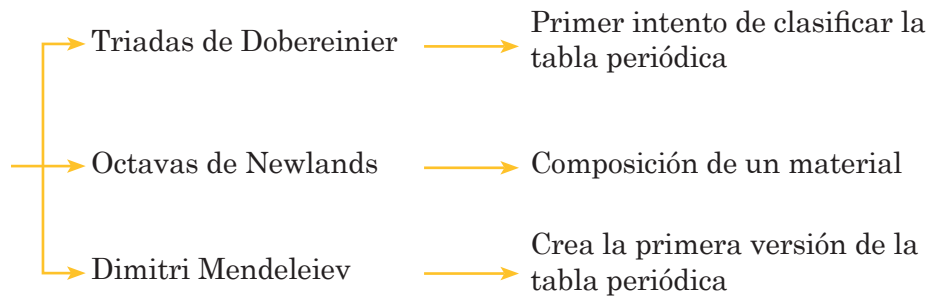 Triadas de Dobereinier
Primer intento de clasificar la
tabla periódica
Octavas de Newlands
Composición de un material
Dimitri Mendeleiev
Crea la primera versión de la
tabla periódica